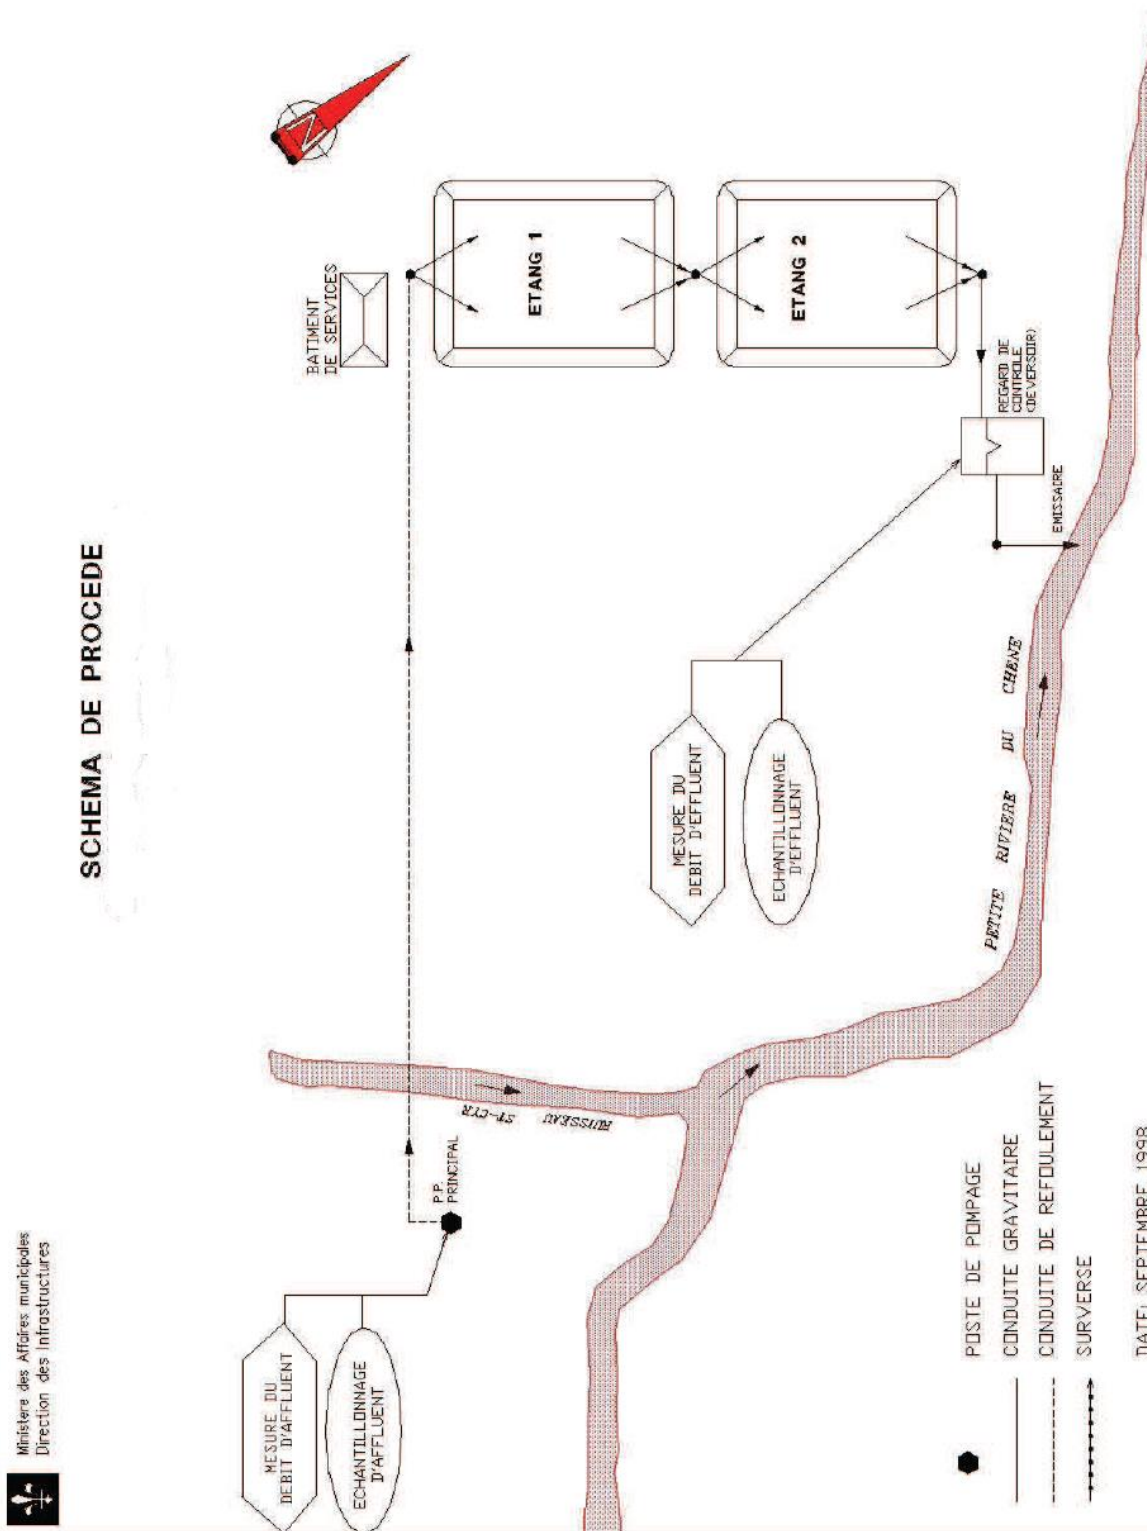 Ministere des Affaires municipales
Direction des Infrastructures
SCHEMA DE PROCEDE
N
BATIMENT
DE SERVICES
ETANG 1
ETANG 2
REGARD DE
CONTROLE
(DEVERSOIR)
EMISSAIRE
MESURE DU
DEBIT D'AFFLUENT
ECHANTILLONNAGE
D'AFFLUENT
P.P.
PRINCIPAL
RUISSEAU ST-CYR
MESURE DU
DEBIT D'EFFLUENT
ECHANTILLONNAGE
D'EFFLUENT
PETITE RIVIERE DU CHENE
POSTE DE POMPAGE
CONDUITE GRAVITAIRE
CONDUITE DE REFOULEMENT
SURVERSE
DATE: SEPTEMBRE 1998